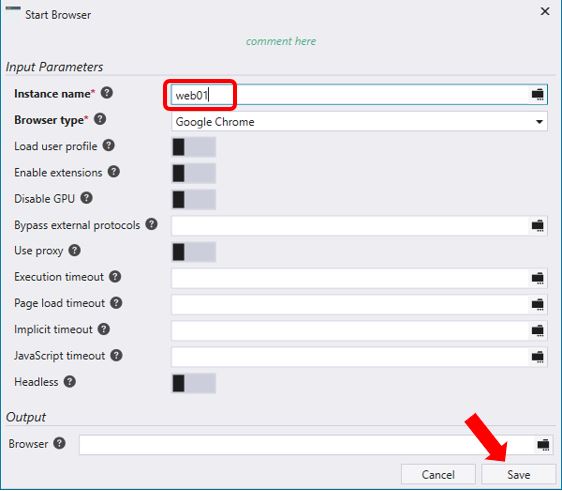 Start Browser
comment here
Input Parameters
Instance name* ? web01
Browser type* ? Google Chrome
Load user profile ?
Enable extensions ?
Disable GPU ?
Bypass external protocols ?
Use proxy ?
Execution timeout ?
Page load timeout ?
Implicit timeout ?
JavaScript timeout ?
Headless ?
Output
Browser ?
Cancel Save